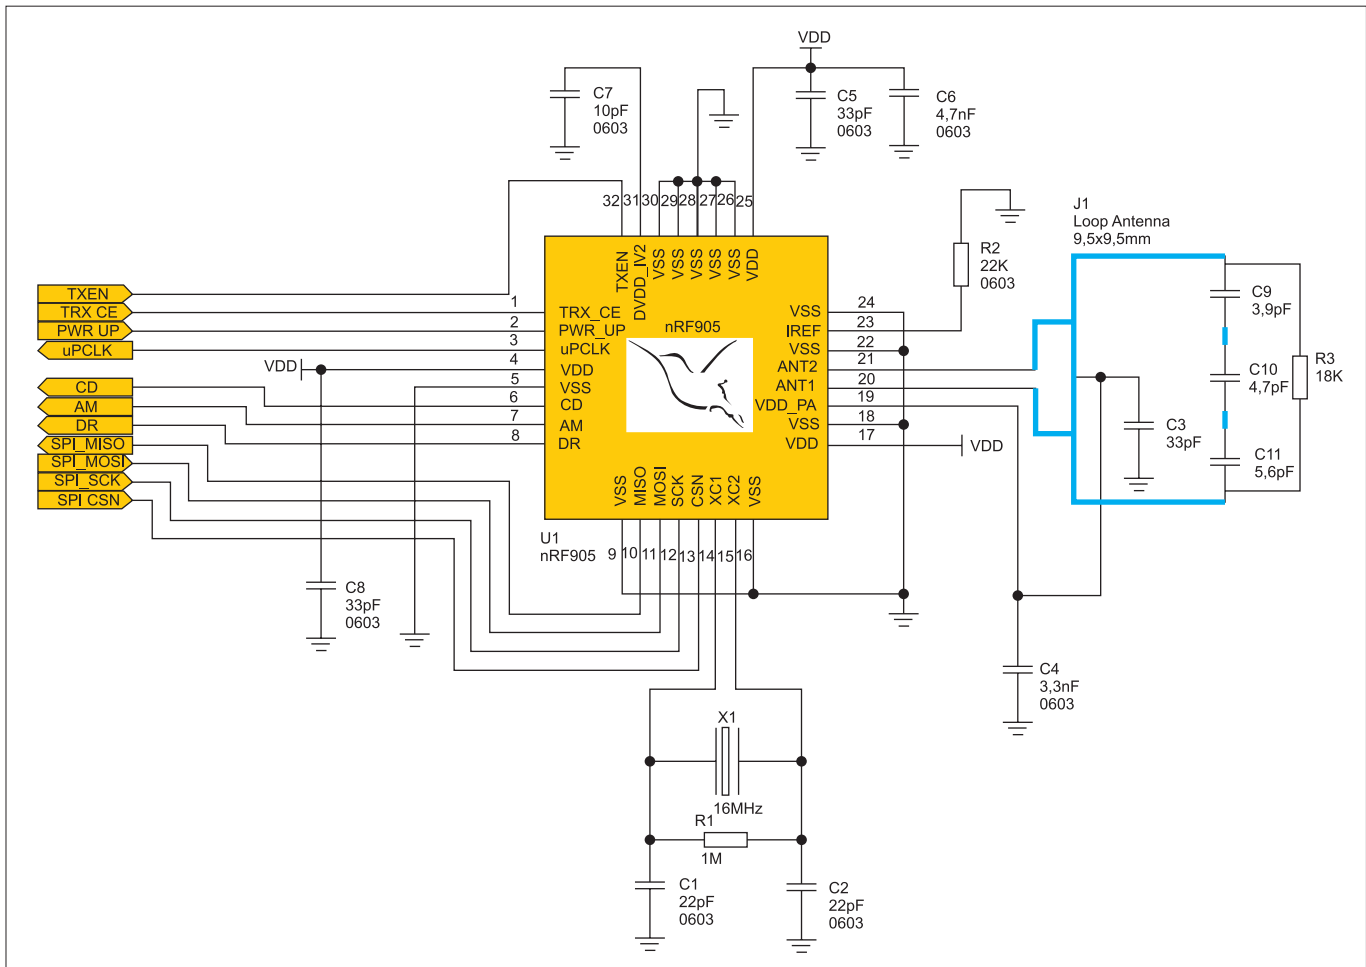 VDD
C7
10pF
0603
C5
33pF
0603
C6
4,7nF
0603
32 31 30 29 28 27 26 25
TXEN
DVDD_IV2
VSS
VSS
VSS
VSS
VSS
VDD
R2
22K
0603
J1
Loop Antenna
9,5x9,5mm
TXEN
TRX CE
PWR UP
uPCLK
CD
AM
DR
SPI_MISO
SPI_MOSI
SPI_SCK
SPI CSN
VDD
1
2
3
4
5
6
7
8
TRX_CE
PWR_UP
uPCLK
VDD
VSS
CD
AM
DR
nRF905
VSS
IREF
VSS
ANT2
ANT1
VDD_PA
VSS
VDD
24
23
22
21
20
19
18
17
VDD
C9
3,9pF
C10
4,7pF
C11
5,6pF
R3
18K
C3
33pF
VSS
MISO
MOSI
SCK
CSN
XC1
XC2
VSS
U1
nRF905
9 10 11 12 13 14 15 16
C8
33pF
0603
C4
3,3nF
0603
X1
16MHz
R1
1M
C1
22pF
0603
C2
22pF
0603